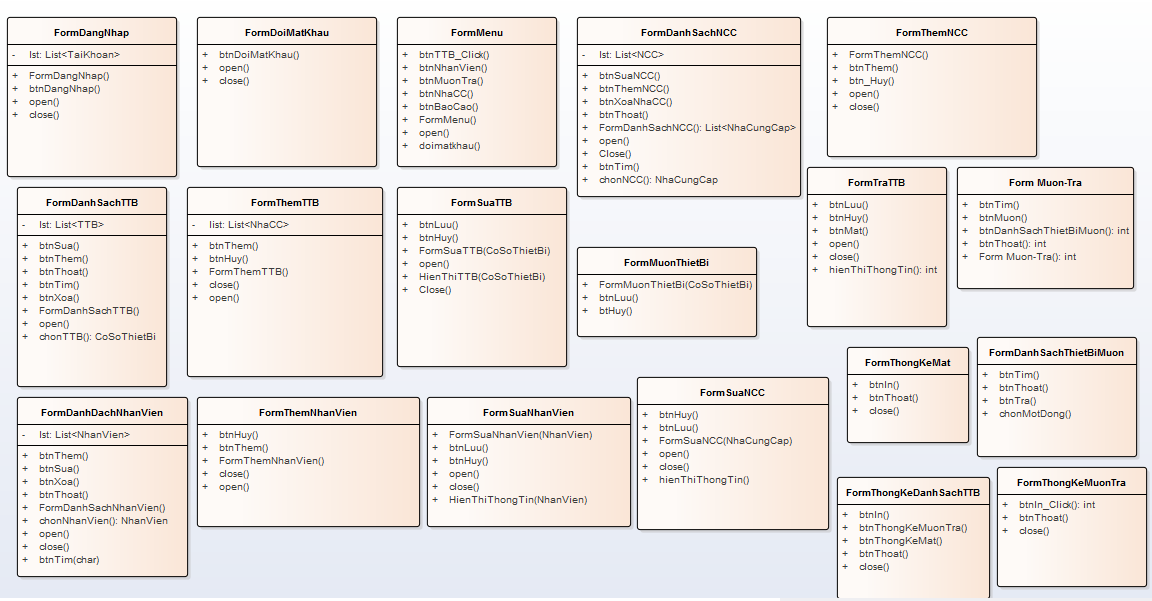 FormDangNhap
- lst: List<TaiKhoan>
+ FormDangNhap()
+ btnDangNhap()
+ open()
+ close()
FormDoiMatKhau
+ btnDoiMatKhau()
+ open()
+ close()
FormMenu
+ btnTTB_Click()
+ btnNhanVien()
+ btnMuonTra()
+ btnNhaCC()
+ btnBaoCao()
+ FormMenu()
+ open()
+ doimatkhau()
FormDanhSachNCC
- lst: List<NCC>
+ btnSuaNCC()
+ btnThemNCC()
+ btnXoaNhaCC()
+ btnThoat()
+ FormDanhSachNCC(): List<NhaCungCap>
+ open()
+ Close()
+ btnTim()
+ chonNCC(): NhaCungCap
FormThemNCC
+ FormThemNCC()
+ btnThem()
+ btn_Huy()
+ open()
+ close()
FormDanhSachTTB
- lst: List<TTB>
+ btnSua()
+ btnThem()
+ btnThoat()
+ btnTim()
+ btnXoa()
+ FormDanhSachTTB()
+ open()
+ chonTTB(): CoSoThietBi
FormThemTTB
- list: List<NhaCC>
+ btnThem()
+ btnHuy()
+ FormThemTTB()
+ close()
+ open()
FormSuaTTB
+ btnLuu()
+ btnHuy()
+ FormSuaTTB(CoSoThietBi)
+ open()
+ HienThiTTB(CoSoThietBi)
+ Close()
FormMuonThietBi
+ FormMuonThietBi(CoSoThietBi)
+ btnLuu()
+ btHuy()
FormTraTTB
+ btnLuu()
+ btnHuy()
+ btnMat()
+ open()
+ close()
+ hienThiThongTin(): int
Form Muon-Tra
+ btnTim()
+ btnMuon()
+ btnDanhSachThietBiMuon(): int
+ btnThoat(): int
+ Form Muon-Tra(): int
FormThongKeMat
+ btnIn()
+ btnThoat()
+ close()
FormDanhSachThietBiMuon
+ btnTim()
+ btnThoat()
+ btnTra()
+ chonMotDong()
FormDanhDachNhanVien
- lst: List<NhanVien>
+ btnThem()
+ btnSua()
+ btnXoa()
+ btnThoat()
+ FormDanhSachNhanVien()
+ chonNhanVien(): NhanVien
+ open()
+ close()
+ btnTim(char)
FormThemNhanVien
+ btnHuy()
+ btnThem()
+ FormThemNhanVien()
+ close()
+ open()
FormSuaNhanVien
+ FormSuaNhanVien(NhanVien)
+ btnLuu()
+ btnHuy()
+ open()
+ close()
+ HienThiThongTin(NhanVien)
FormSuaNCC
+ btnHuy()
+ btnLuu()
+ FormSuaNCC(NhaCungCap)
+ open()
+ close()
+ hienThiThongTin()
FormThongKeDanhSachTTB
+ btnIn()
+ btnThongKeMuonTra()
+ btnThongKeMat()
+ btnThoat()
+ close()
FormThongKeMuonTra
+ btnIn_Click(): int
+ btnThoat()
+ close()